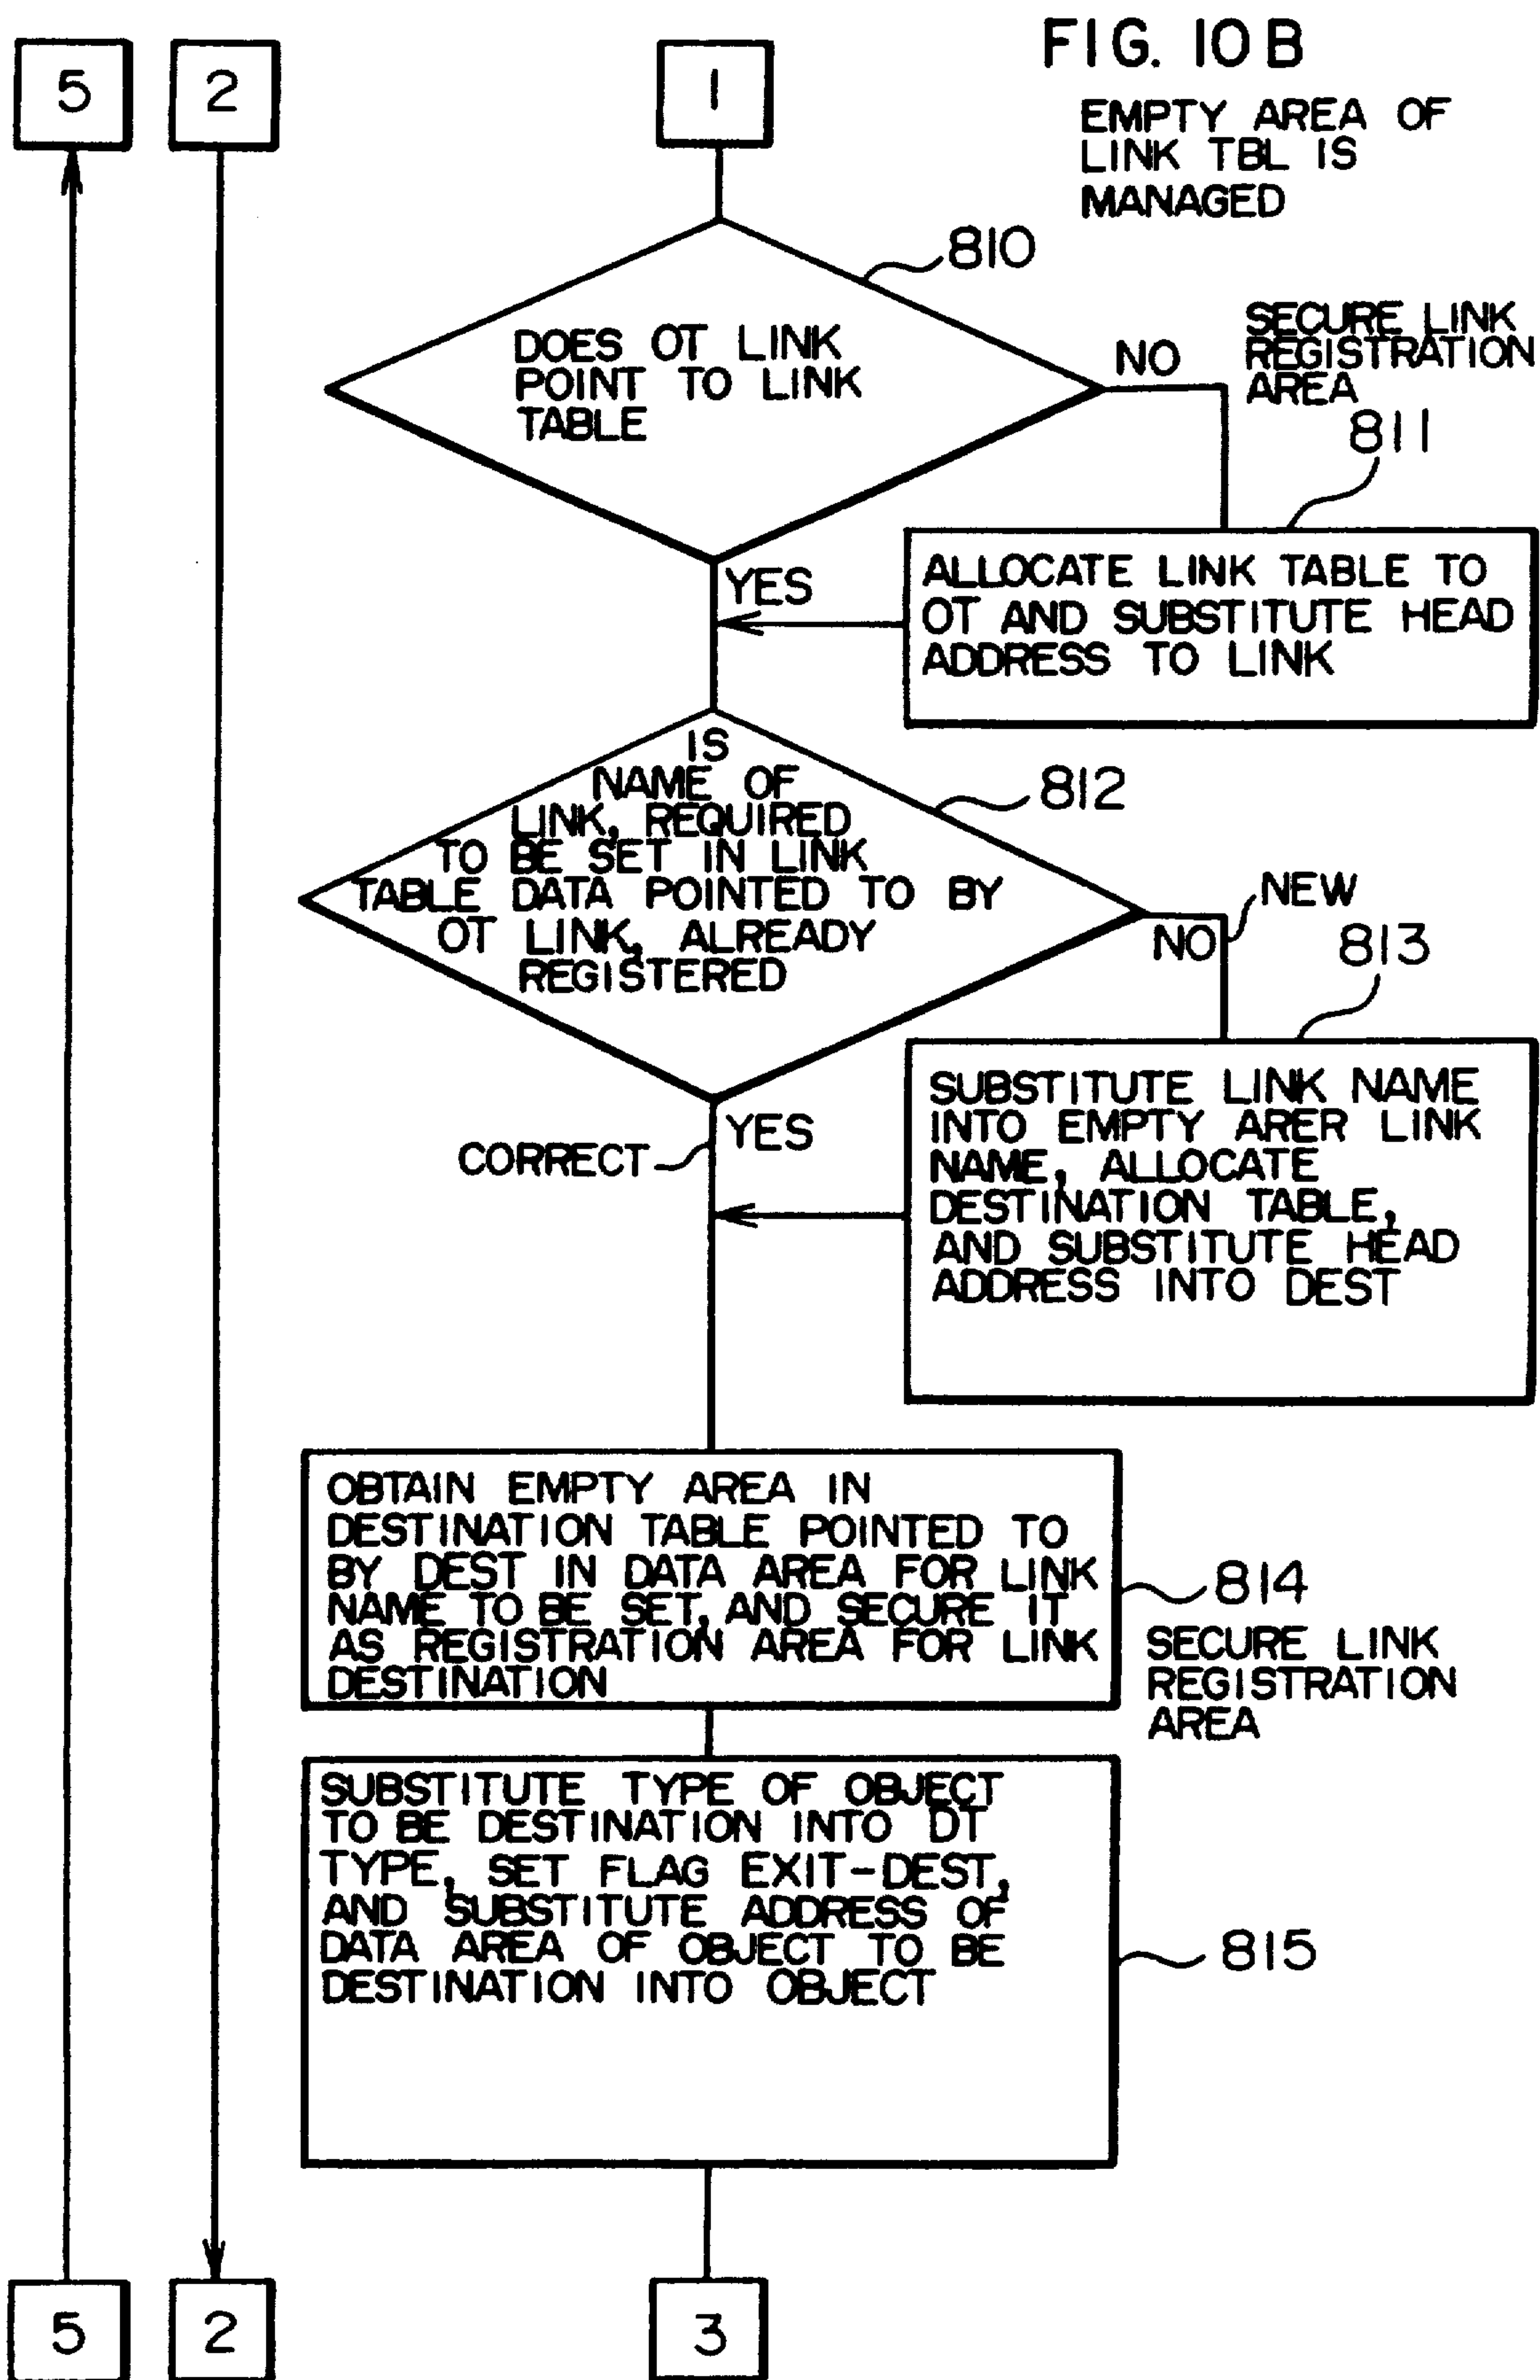 FIG. 10B
5
2
1
EMPTY AREA OF
LINK TBL IS
MANAGED
810
DOES OT LINK
POINT TO LINK
TABLE
NO
SECURE LINK
REGISTRATION
AREA
811
YES
ALLOCATE LINK TABLE TO
OT AND SUBSTITUTE HEAD
ADDRESS TO LINK
IS
NAME OF
LINK, REQUIRED
TO BE SET IN LINK
TABLE DATA POINTED TO BY
OT LINK, ALREADY
REGISTERED
812
NEW
NO
813
YES
CORRECT
SUBSTITUTE LINK NAME
INTO EMPTY ARER LINK
NAME, ALLOCATE
DESTINATION TABLE,
AND SUBSTITUTE HEAD
ADDRESS INTO DEST
OBTAIN EMPTY AREA IN
DESTINATION TABLE POINTED TO
BY DEST IN DATA AREA FOR LINK
NAME TO BE SET, AND SECURE IT
AS REGISTRATION AREA FOR LINK
DESTINATION
814
SECURE LINK
REGISTRATION
AREA
SUBSTITUTE TYPE OF OBJECT
TO BE DESTINATION INTO DT
TYPE, SET FLAG EXIT-DEST,
AND SUBSTITUTE ADDRESS OF
DATA AREA OF OBJECT TO BE
DESTINATION INTO OBJECT
815
5
2
3